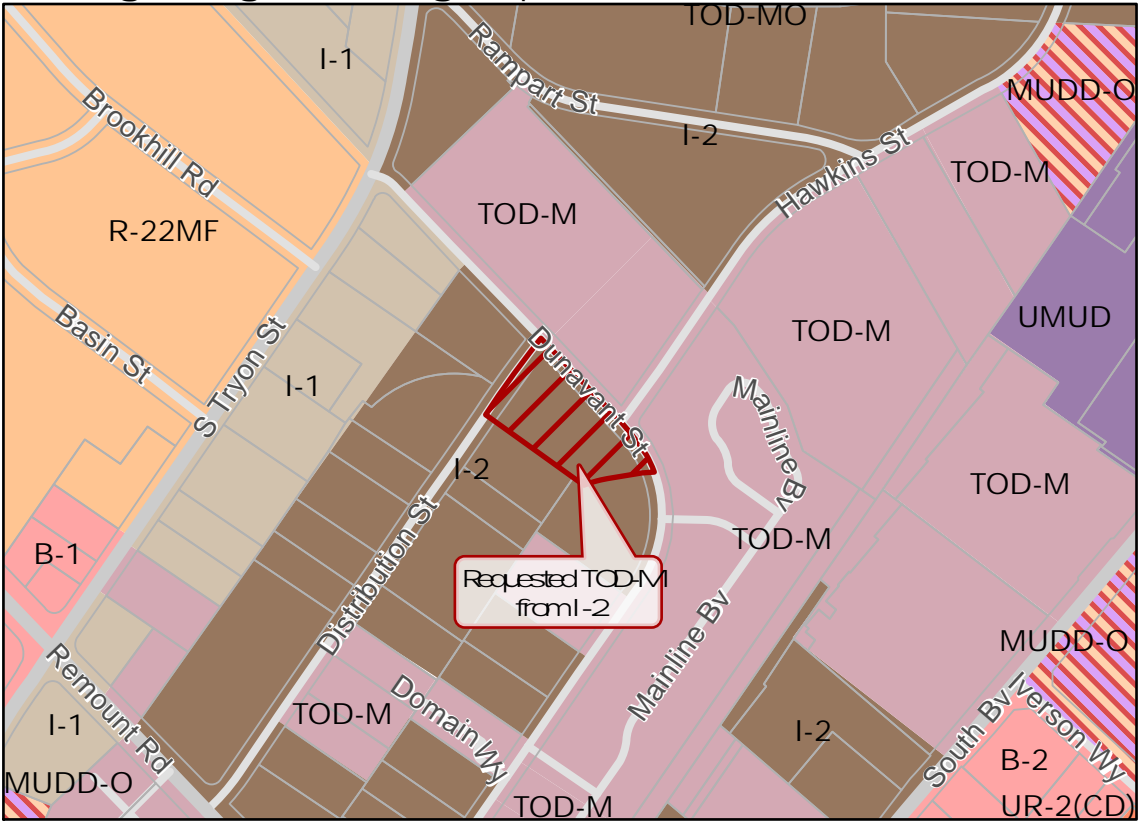 TOD-MO
I-1
Rampart St
MUDD-O
Brookhill Rd
I-2
Hawkins St
TOD-M
TOD-M
R-22MF
UMUD
TOD-M
Basin St
S Tryon St
Dunavant St
I-1
Mainline Bv
I-2
TOD-M
Distribution St
B-1
TOD-M
Requested TOD-M
from I-2
Mainline Bv
MUDD-O
Remount Rd
Domain Wy
Iverson Wy
TOD-M
I-1
I-2
South Bv
B-2
MUDD-O
TOD-M
UR-2(CD)